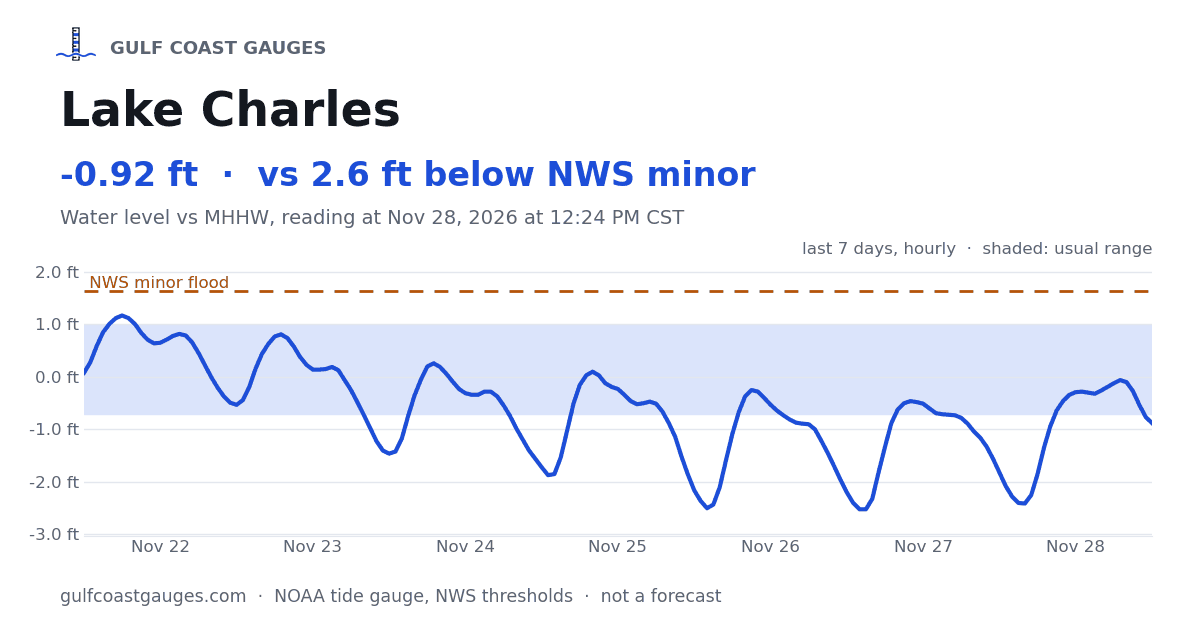 GULF COAST GAUGES
Lake Charles
-0.92 ft · vs 2.6 ft below NWS minor
Water level vs MHHW, reading at Nov 28, 2026 at 12:24 PM CST
last 7 days, hourly · shaded: usual range
2.0 ft
NWS minor flood
1.0 ft
0.0 ft
-1.0 ft
-2.0 ft
-3.0 ft
Nov 22 Nov 23 Nov 24 Nov 25 Nov 26 Nov 27 Nov 28
gulfcoastgauges.com · NOAA tide gauge, NWS thresholds · not a forecast